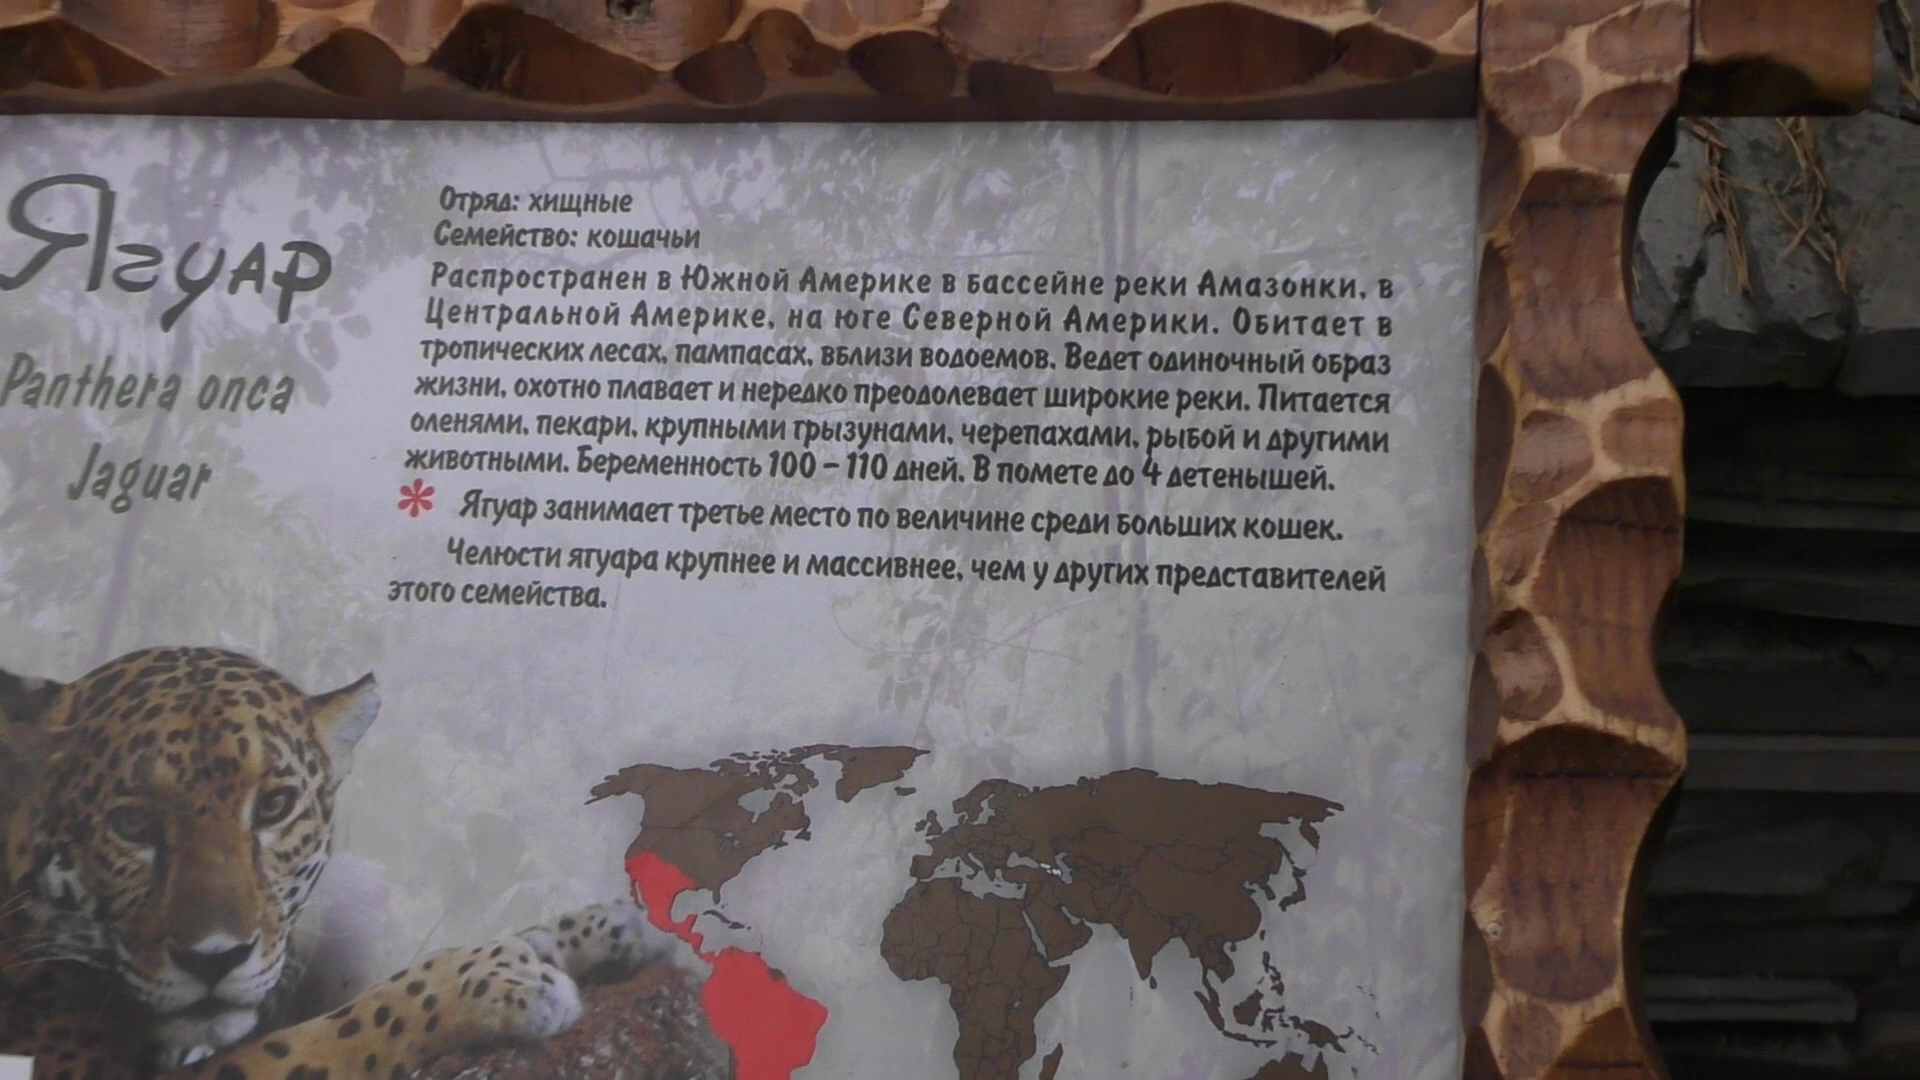 Ягуар
Panthera onca
Jaguar
Отряд: хищные
Семейство: кошачьи
Распространен в Южной Америке в бассейне реки Амазонки, в
Центральной Америке, на юге Северной Америки. Обитает в
тропических лесах, пампасах, вблизи водоемов. Ведет одиночный образ
жизни, охотно плавает и нередко преодолевает широкие реки. Питается
оленями, пекари, крупными грызунами, черепахами, рыбой и другими
животными. Беременность 100 – 110 дней. В помете до 4 детенышей.
* Ягуар занимает третье место по величине среди больших кошек.
Челюсти ягуара крупнее и массивнее, чем у других представителей
этого семейства.